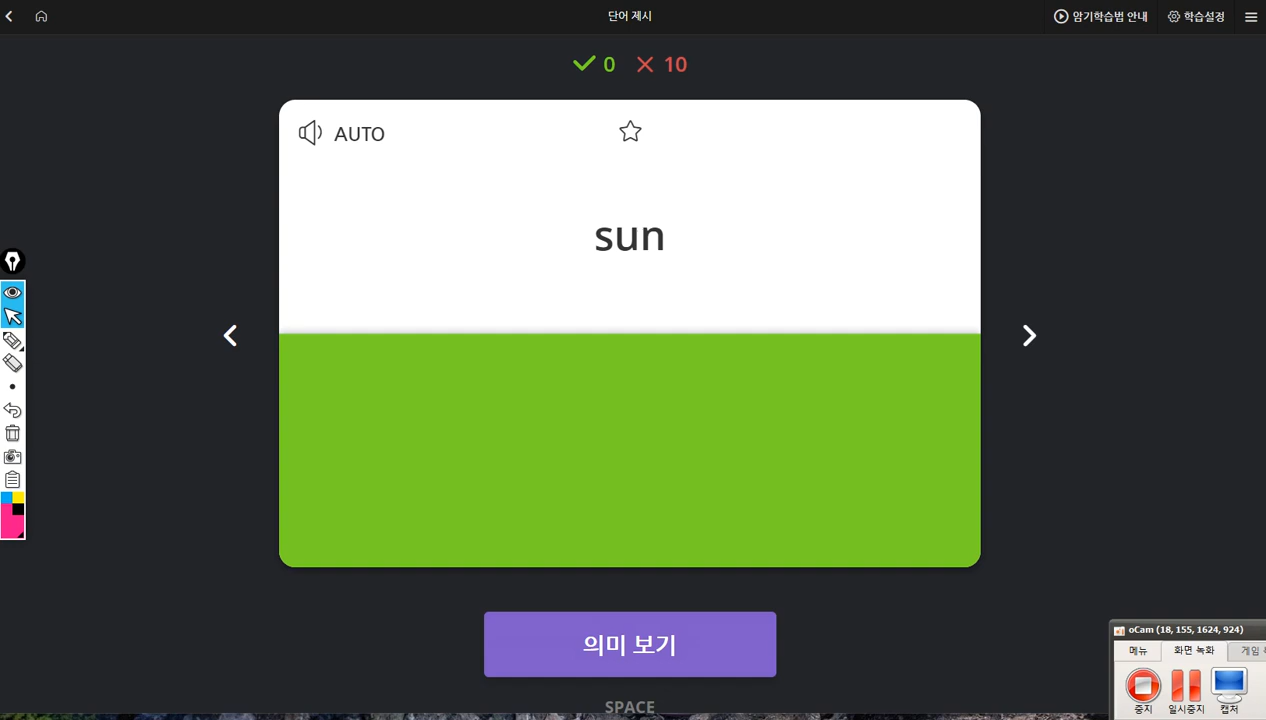 단어 제시
암기학습법 안내
학습설정
0
10
AUTO
sun
의미 보기
SPACE
oCam (18, 155, 1624, 924)
메뉴
화면 녹화
게임
중지
일시중지
캡처